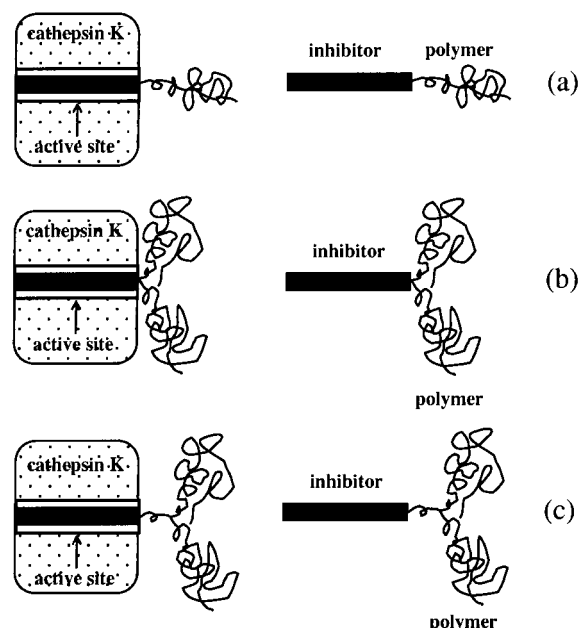 cathepsin K
active site
inhibitor
polymer
(a)
cathepsin K
active site
inhibitor
polymer
(b)
cathepsin K
active site
inhibitor
polymer
(c)